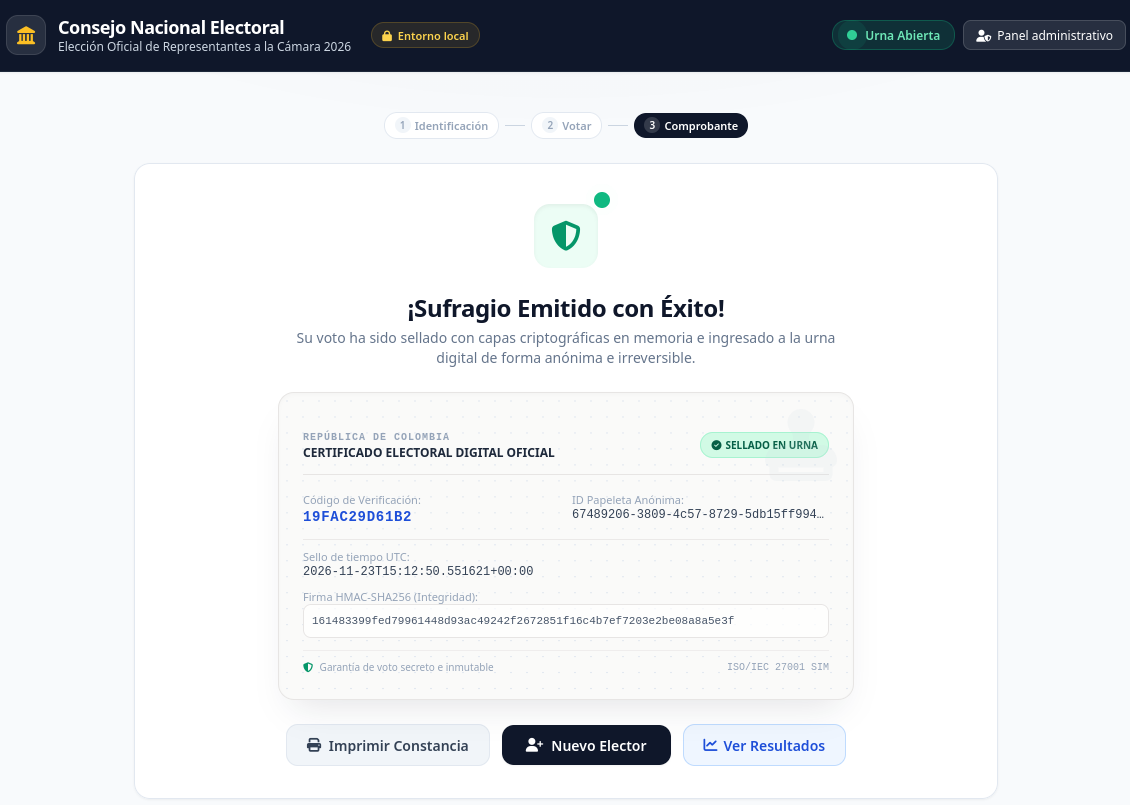 Consejo Nacional Electoral
Elección Oficial de Representantes a la Cámara 2026
Entorno local
Urna Abierta
Panel administrativo
1 Identificación
2 Votar
3 Comprobante
¡Sufragio Emitido con Éxito!
Su voto ha sido sellado con capas criptográficas en memoria e ingresado a la urna
digital de forma anónima e irreversible.
REPÚBLICA DE COLOMBIA
CERTIFICADO ELECTORAL DIGITAL OFICIAL
SELLADO EN URNA
Código de Verificación:
19FAC29D61B2
ID Papeleta Anónima:
67489206-3809-4c57-8729-5db15ff994…
Sello de tiempo UTC:
2026-11-23T15:12:50.551621+00:00
Firma HMAC-SHA256 (Integridad):
161483399fed79961448d93ac49242f2672851f16c4b7ef7203e2be08a8a5e3f
Garantía de voto secreto e inmutable
ISO/IEC 27001 SIM
Imprimir Constancia
Nuevo Elector
Ver Resultados